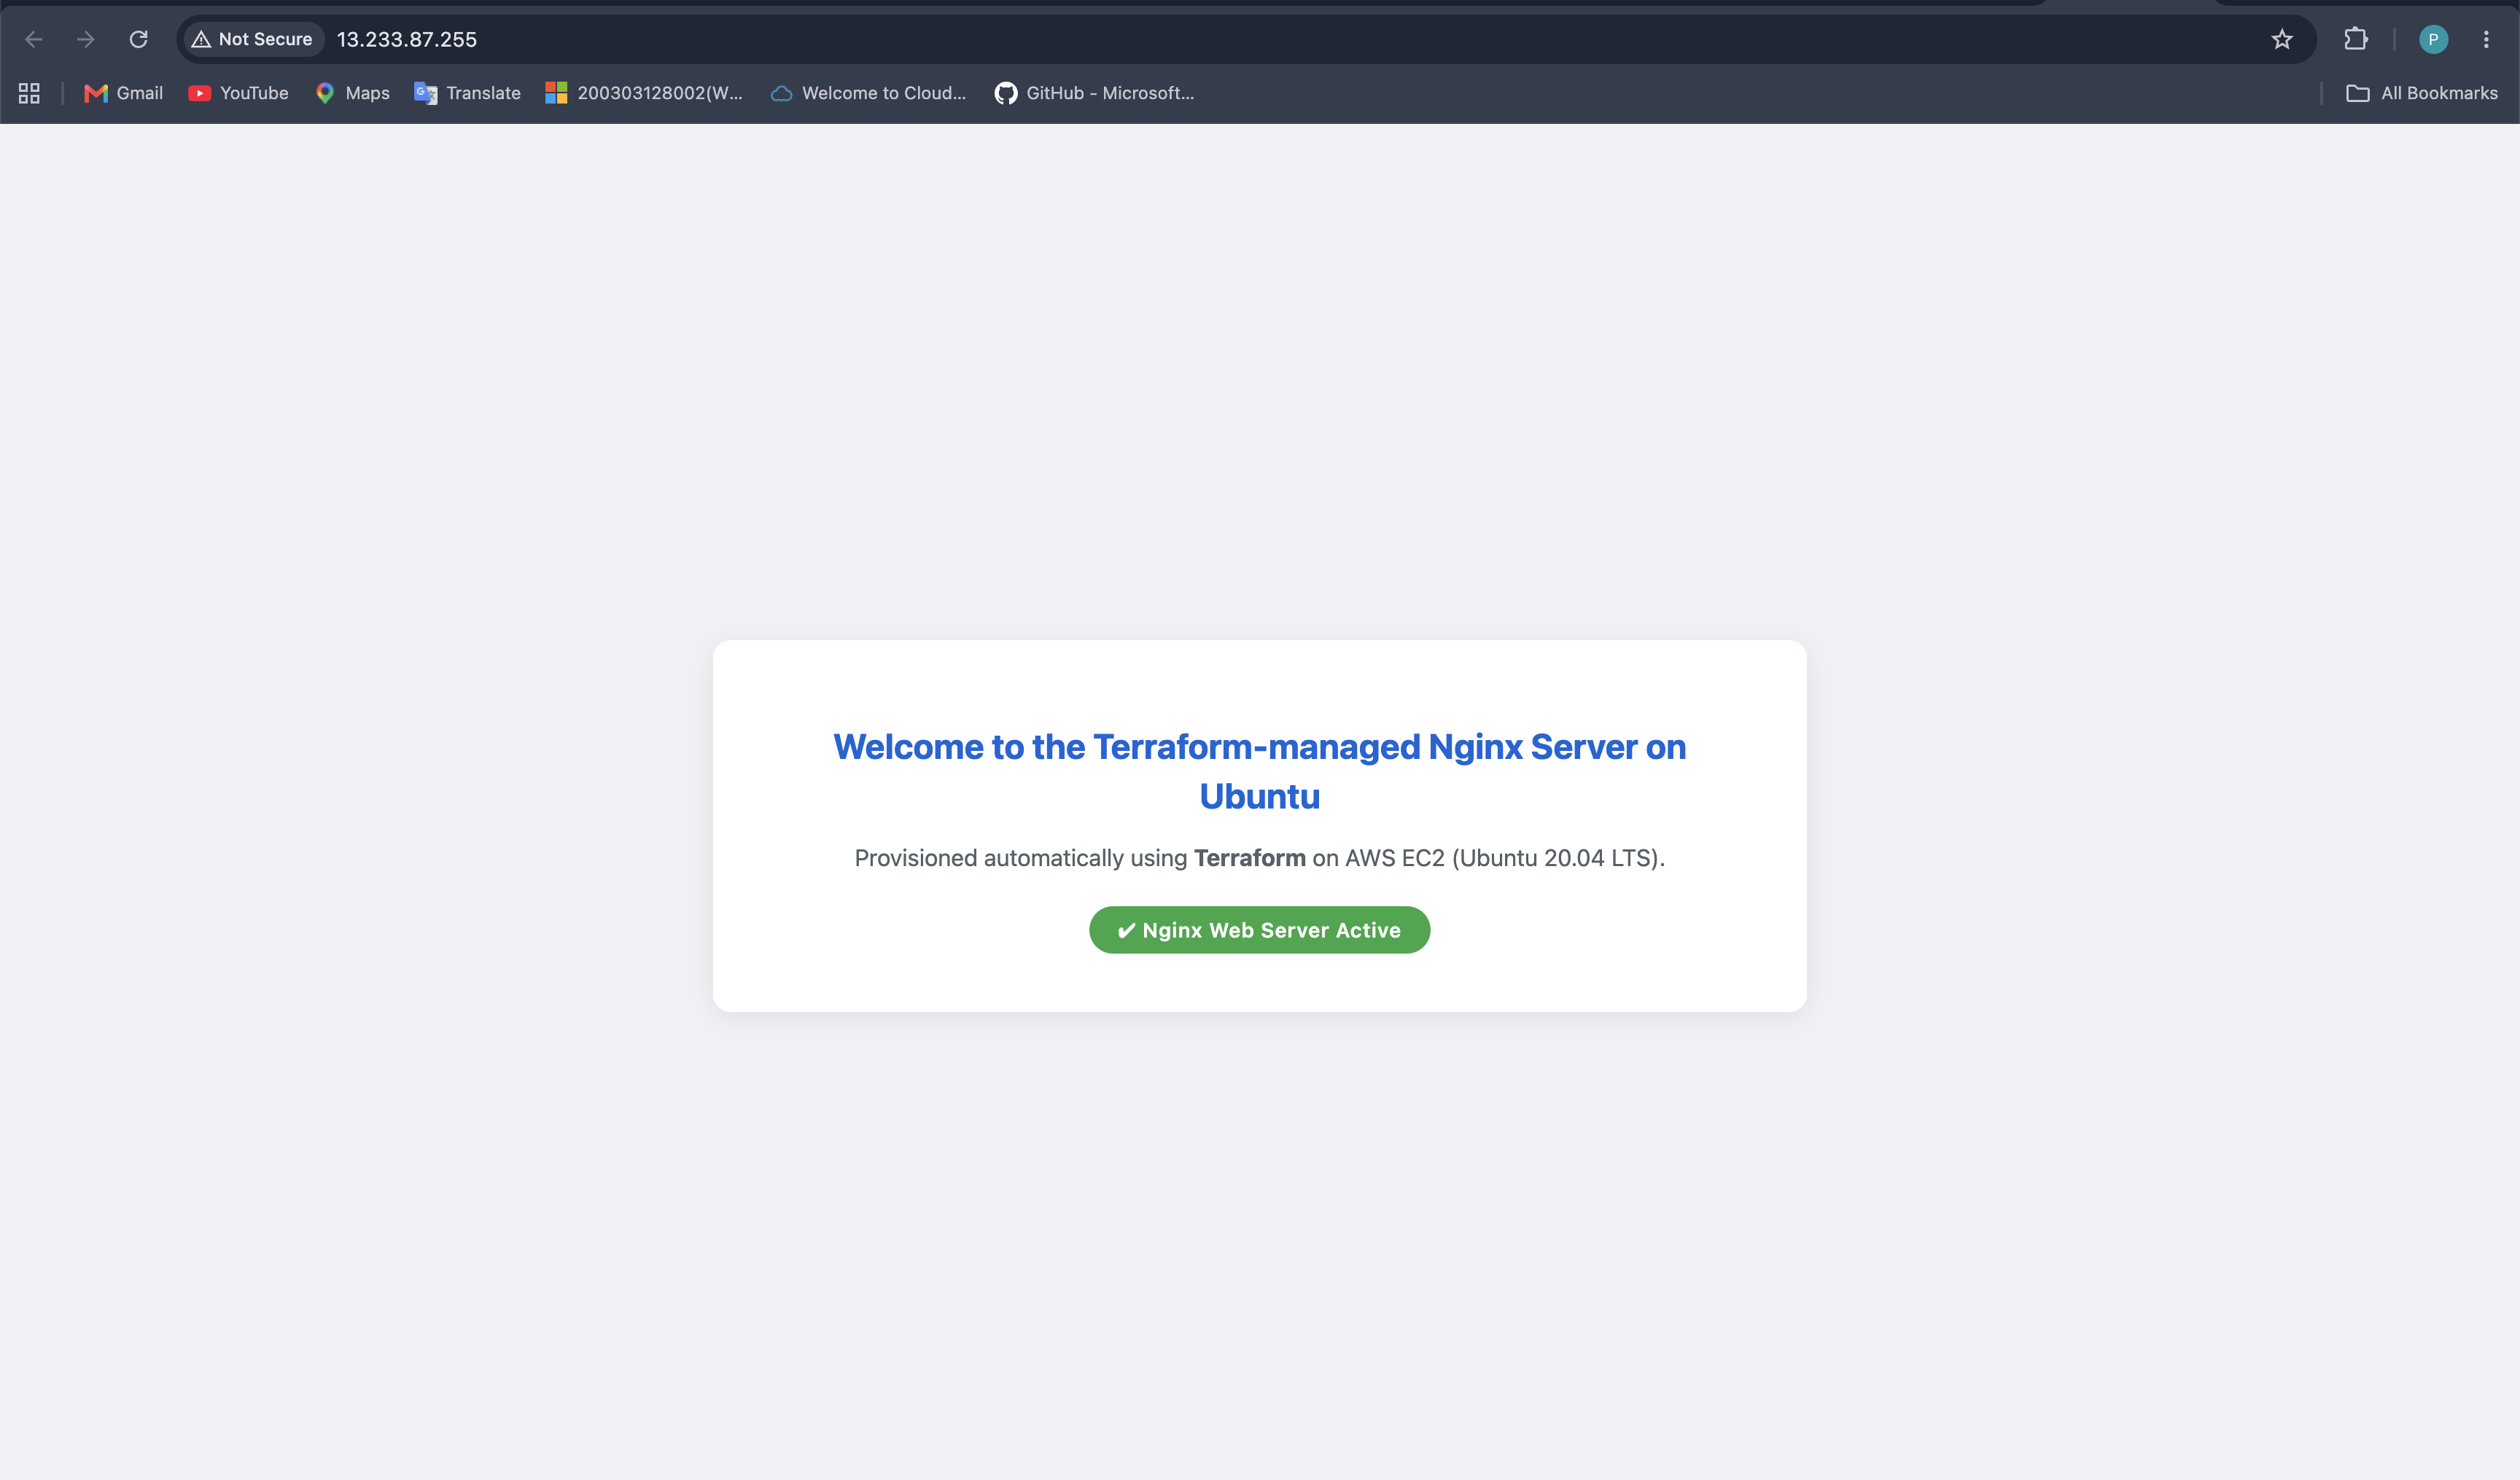 Not Secure 13.233.87.255 P
Gmail YouTube Maps Translate 200303128002(W... Welcome to Cloud... GitHub - Microsoft... All Bookmarks
Welcome to the Terraform-managed Nginx Server on
Ubuntu
Provisioned automatically using Terraform on AWS EC2 (Ubuntu 20.04 LTS).
✔ Nginx Web Server Active